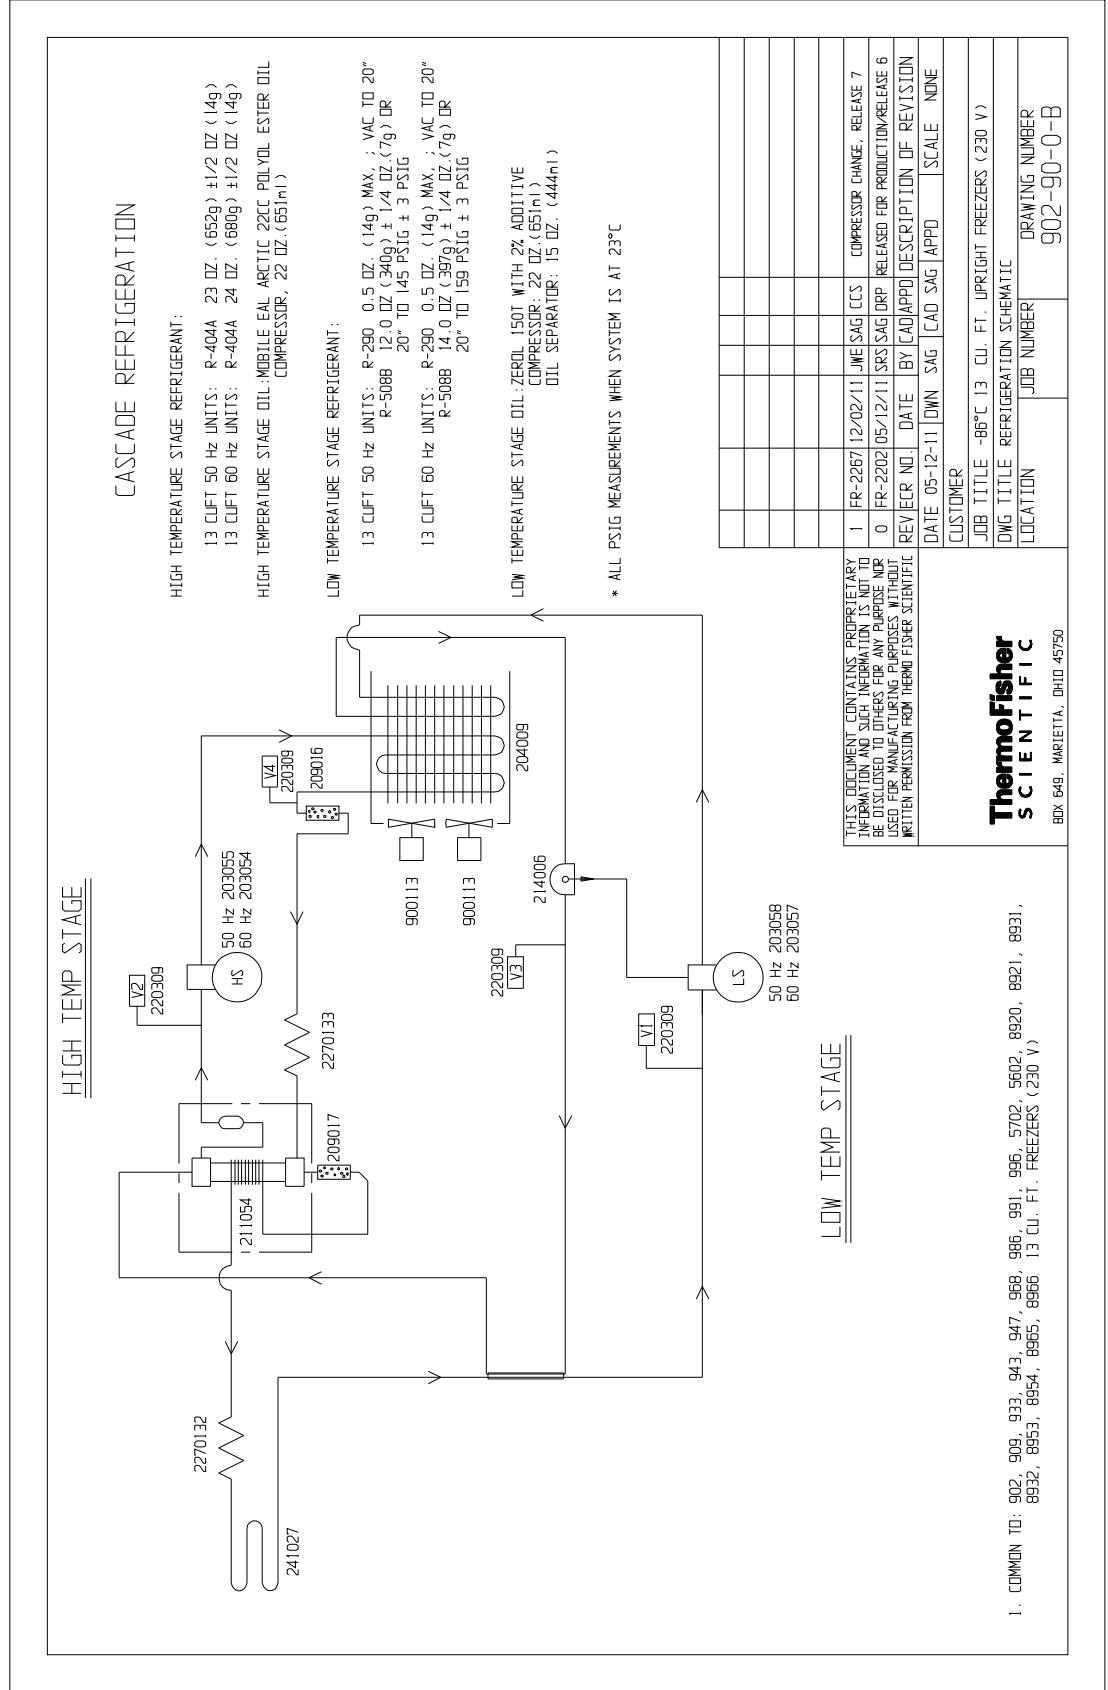 CASCADE REFRIGERATION
HIGH TEMPERATURE STAGE REFRIGERANT:
13 CUFT 50 Hz UNITS: R-404A 23 OZ. (652g) ±1/2 OZ (14g)
13 CUFT 60 Hz UNITS: R-404A 24 OZ. (680g) ±1/2 OZ (14g)
HIGH TEMPERATURE STAGE OIL:MOBILE EAL ARCTIC 22CC POLYOL ESTER OIL
COMPRESSOR, 22 OZ.(651ml)
LOW TEMPERATURE STAGE REFRIGERANT:
13 CUFT 50 Hz UNITS: R-290 0.5 OZ. (14g) MAX, ; VAC TO 20"
R-508B 12.0 OZ (340g) ± 1/4 OZ.(7g) OR
20" TO 145 PSIG ± 3 PSIG
13 CUFT 60 Hz UNITS: R-290 0.5 OZ. (14g) MAX, ; VAC TO 20"
R-508B 14.0 OZ (397g) ± 1/4 OZ.(7g) OR
20" TO 159 PSIG ± 3 PSIG
LOW TEMPERATURE STAGE OIL:ZEROL 150T WITH 2% ADDITIVE
COMPRESSOR: 22 OZ.(651ml)
OIL SEPARATOR: 15 OZ. (444ml)
* ALL PSIG MEASUREMENTS WHEN SYSTEM IS AT 23°C
HIGH TEMP STAGE
V2
220309
HS
50 Hz 203055
60 Hz 203054
V4
220309
209016
2270133
209017
211054
2270132
241027
900113
900113
204009
214006
V3
220309
LS
50 Hz 203058
60 Hz 203057
V1
220309
LOW TEMP STAGE
1. COMMON TO: 902, 909, 933, 943, 947, 968, 986, 991, 996, 5702, 5602, 8920, 8921, 8931,
8932, 8953, 8954, 8965, 8966 13 CU. FT. FREEZERS (230 V)
THIS DOCUMENT CONTAINS PROPRIETARY
INFORMATION AND SUCH INFORMATION IS NOT TO
BE DISCLOSED TO OTHERS FOR ANY PURPOSE NOR
USED FOR MANUFACTURING PURPOSES WITHOUT
WRITTEN PERMISSION FROM THERMO FISHER SCIENTIFIC
ThermoFisher
SCIENTIFIC
BOX 649, MARIETTA, OHIO 45750
1 FR-2267 12/02/11 JWE SAG CCS COMPRESSOR CHANGE, RELEASE 7
0 FR-2202 05/12/11 SRS SAG DRP RELEASED FOR PRODUCTION/RELEASE 6
REV ECR NO. DATE BY CAD APPD DESCRIPTION OF REVISION
DATE 05-12-11 DWN SAG CAD SAG APPD SCALE NONE
CUSTOMER
JOB TITLE -86°C 13 CU. FT. UPRIGHT FREEZERS (230 V)
DWG TITLE REFRIGERATION SCHEMATIC
LOCATION JOB NUMBER DRAWING NUMBER
902-90-0-B